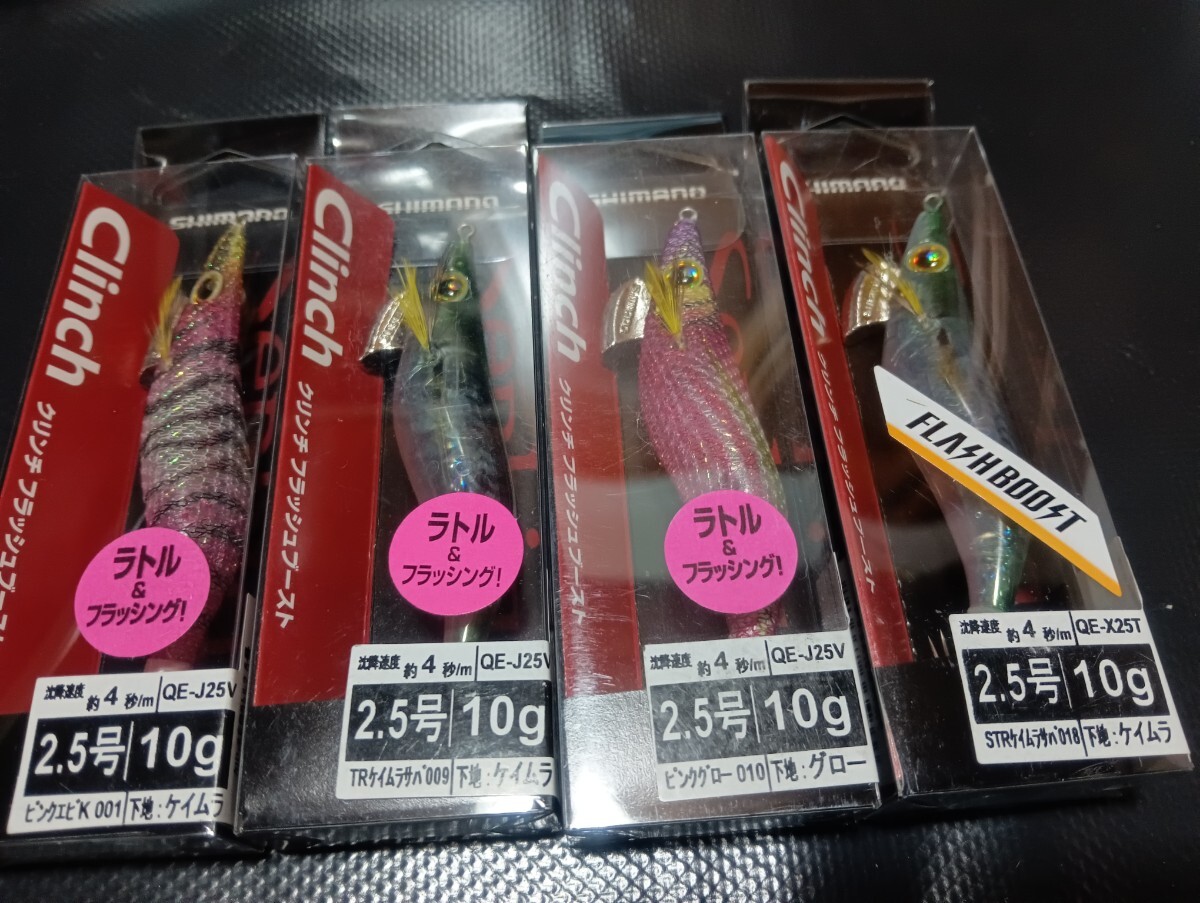 SHIMANO
Clinch
クリンチ フラッシュブースト
ラトル
&
フラッシング!
沈降速度 約4秒/m QE-J25V
2.5号 10g
ピンクエビK 001 下地:ケイムラ
SHIMANO
Clinch
クリンチ フラッシュブースト
ラトル
&
フラッシング!
沈降速度 約4秒/m QE-J25V
2.5号 10g
TRケイムラサバ009 下地:ケイムラ
SHIMANO
Clinch
クリンチ フラッシュブースト
ラトル
&
フラッシング!
沈降速度 約4秒/m QE-J25V
2.5号 10g
ピンクグロー 010 下地:グロー
SHIMANO
Clinch
クリンチ フラッシュブースト
FLASHBOOST
沈降速度 約4秒/m QE-X25T
2.5号 10g
STRケイムラサバ018 下地:ケイムラ